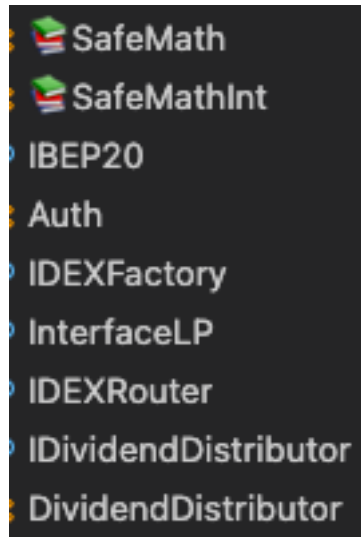 SafeMath
SafeMathInt
IBEP20
Auth
IDEXFactory
InterfaceLP
IDEXRouter
IDividendDistributor
DividendDistributor